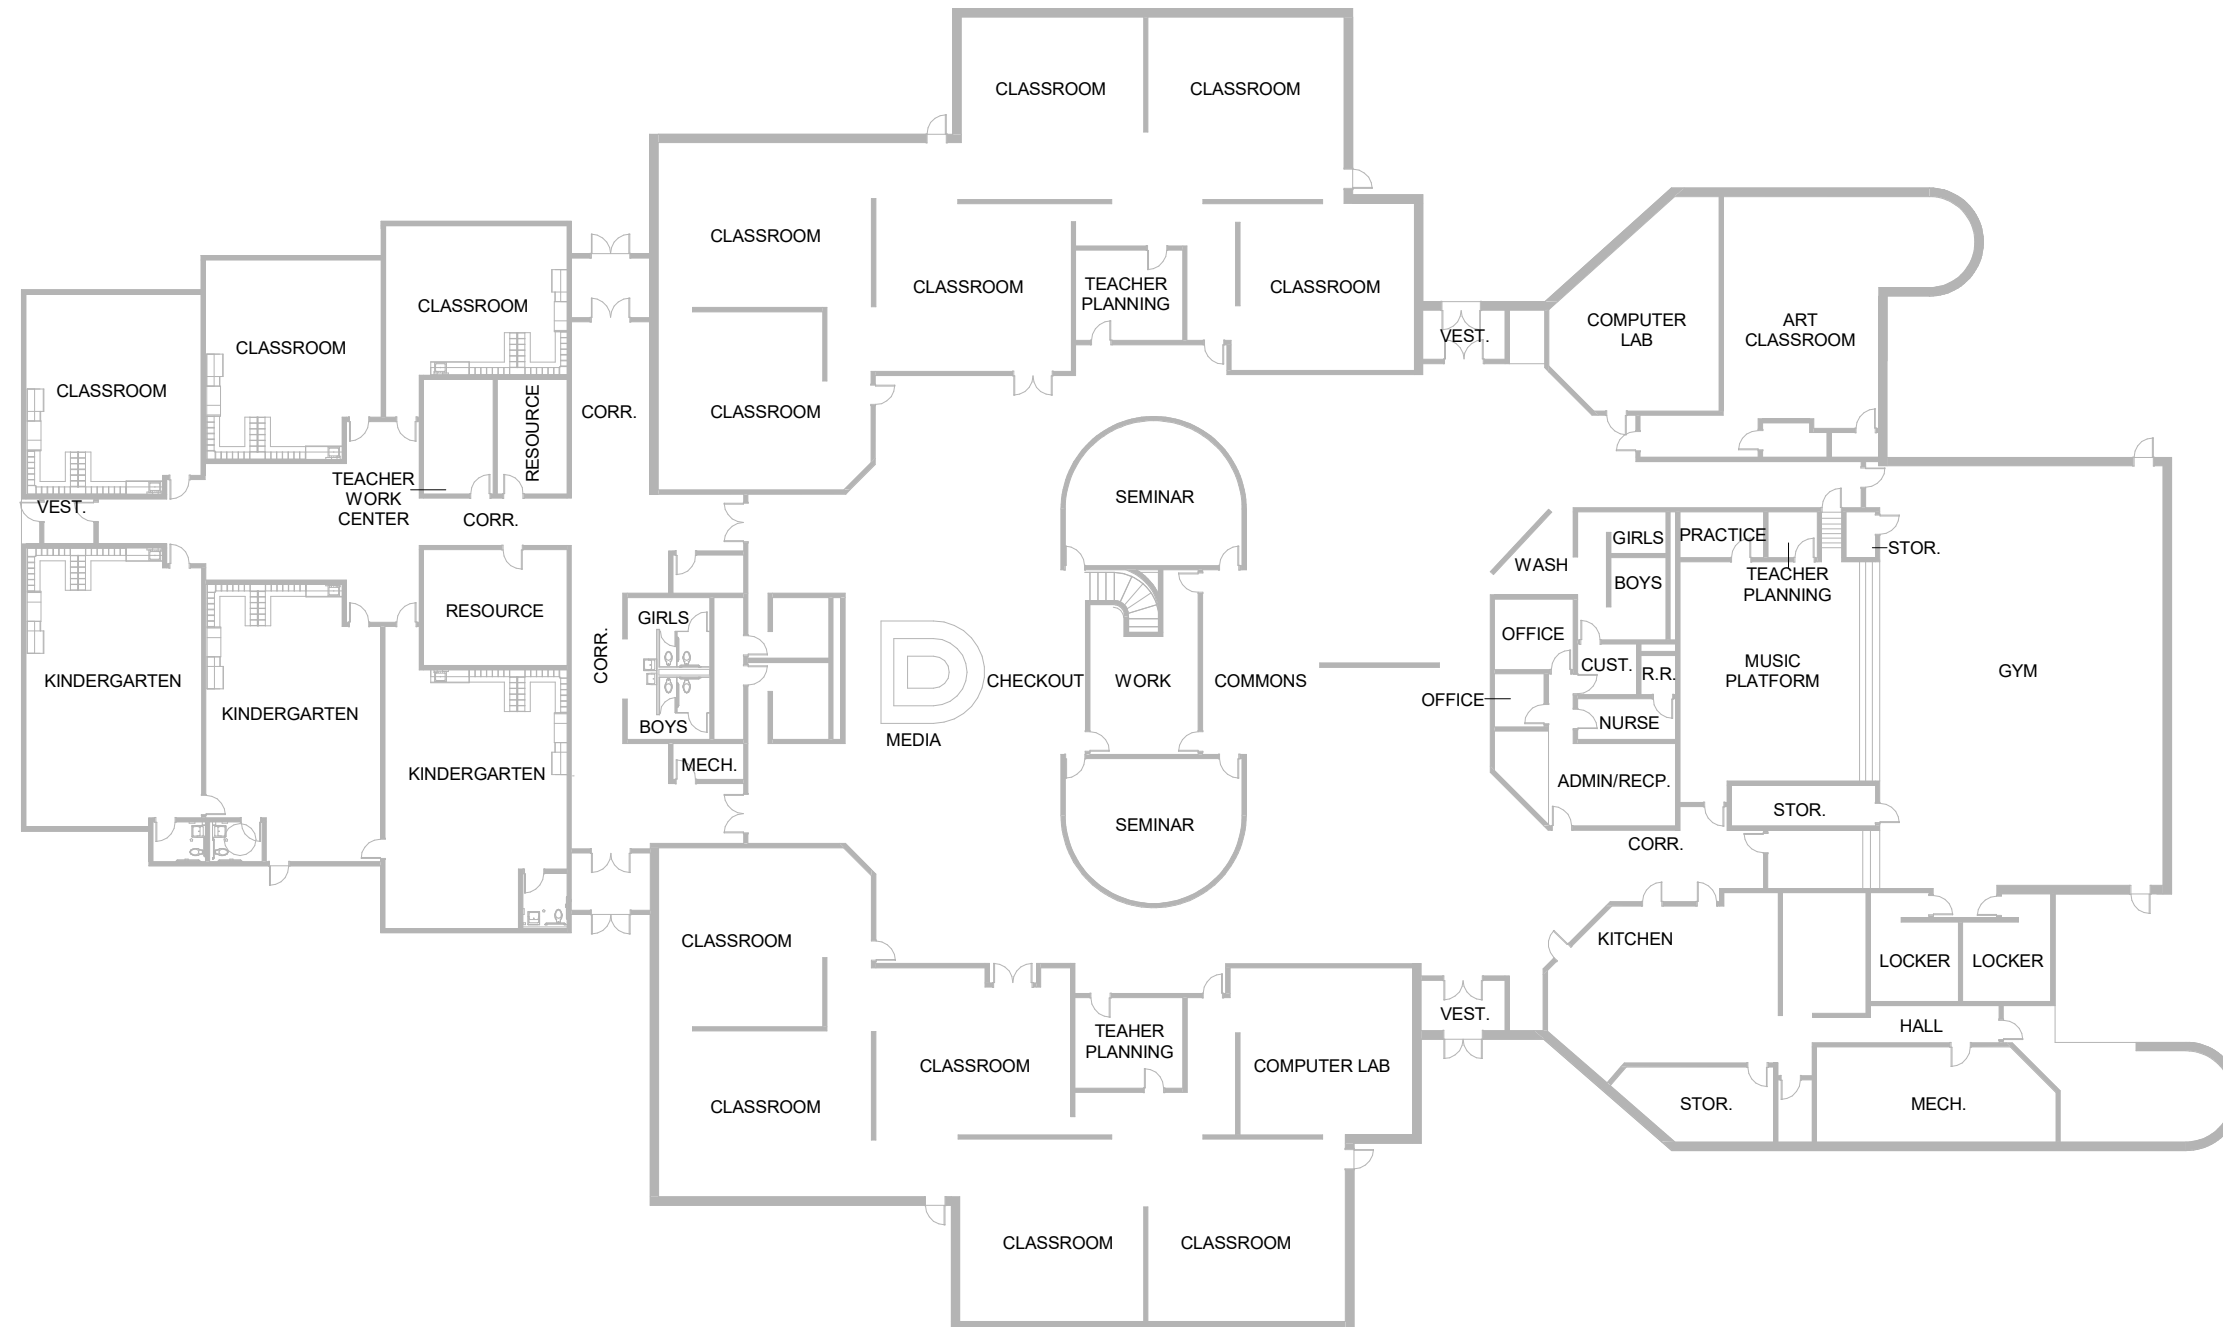 CLASSROOM
CLASSROOM
CLASSROOM
CLASSROOM
CLASSROOM
TEACHER
PLANNING
CLASSROOM
CLASSROOM
CLASSROOM
CLASSROOM
CLASSROOM
RESOURCE
CORR.
VEST.
COMPUTER
LAB
ART
CLASSROOM
TEACHER
WORK
CENTER
CORR.
VEST.
SEMINAR
WASH
GIRLS
BOYS
PRACTICE
TEACHER
PLANNING
STOR.
RESOURCE
CORR.
GIRLS
BOYS
MECH.
MEDIA
CHECKOUT
WORK
COMMONS
OFFICE
OFFICE
CUST.
R.R.
NURSE
ADMIN/RECP.
MUSIC
PLATFORM
GYM
STOR.
CORR.
KINDERGARTEN
KINDERGARTEN
KINDERGARTEN
SEMINAR
CLASSROOM
CLASSROOM
CLASSROOM
TEAHER
PLANNING
COMPUTER LAB
VEST.
KITCHEN
LOCKER
LOCKER
HALL
STOR.
MECH.
CLASSROOM
CLASSROOM